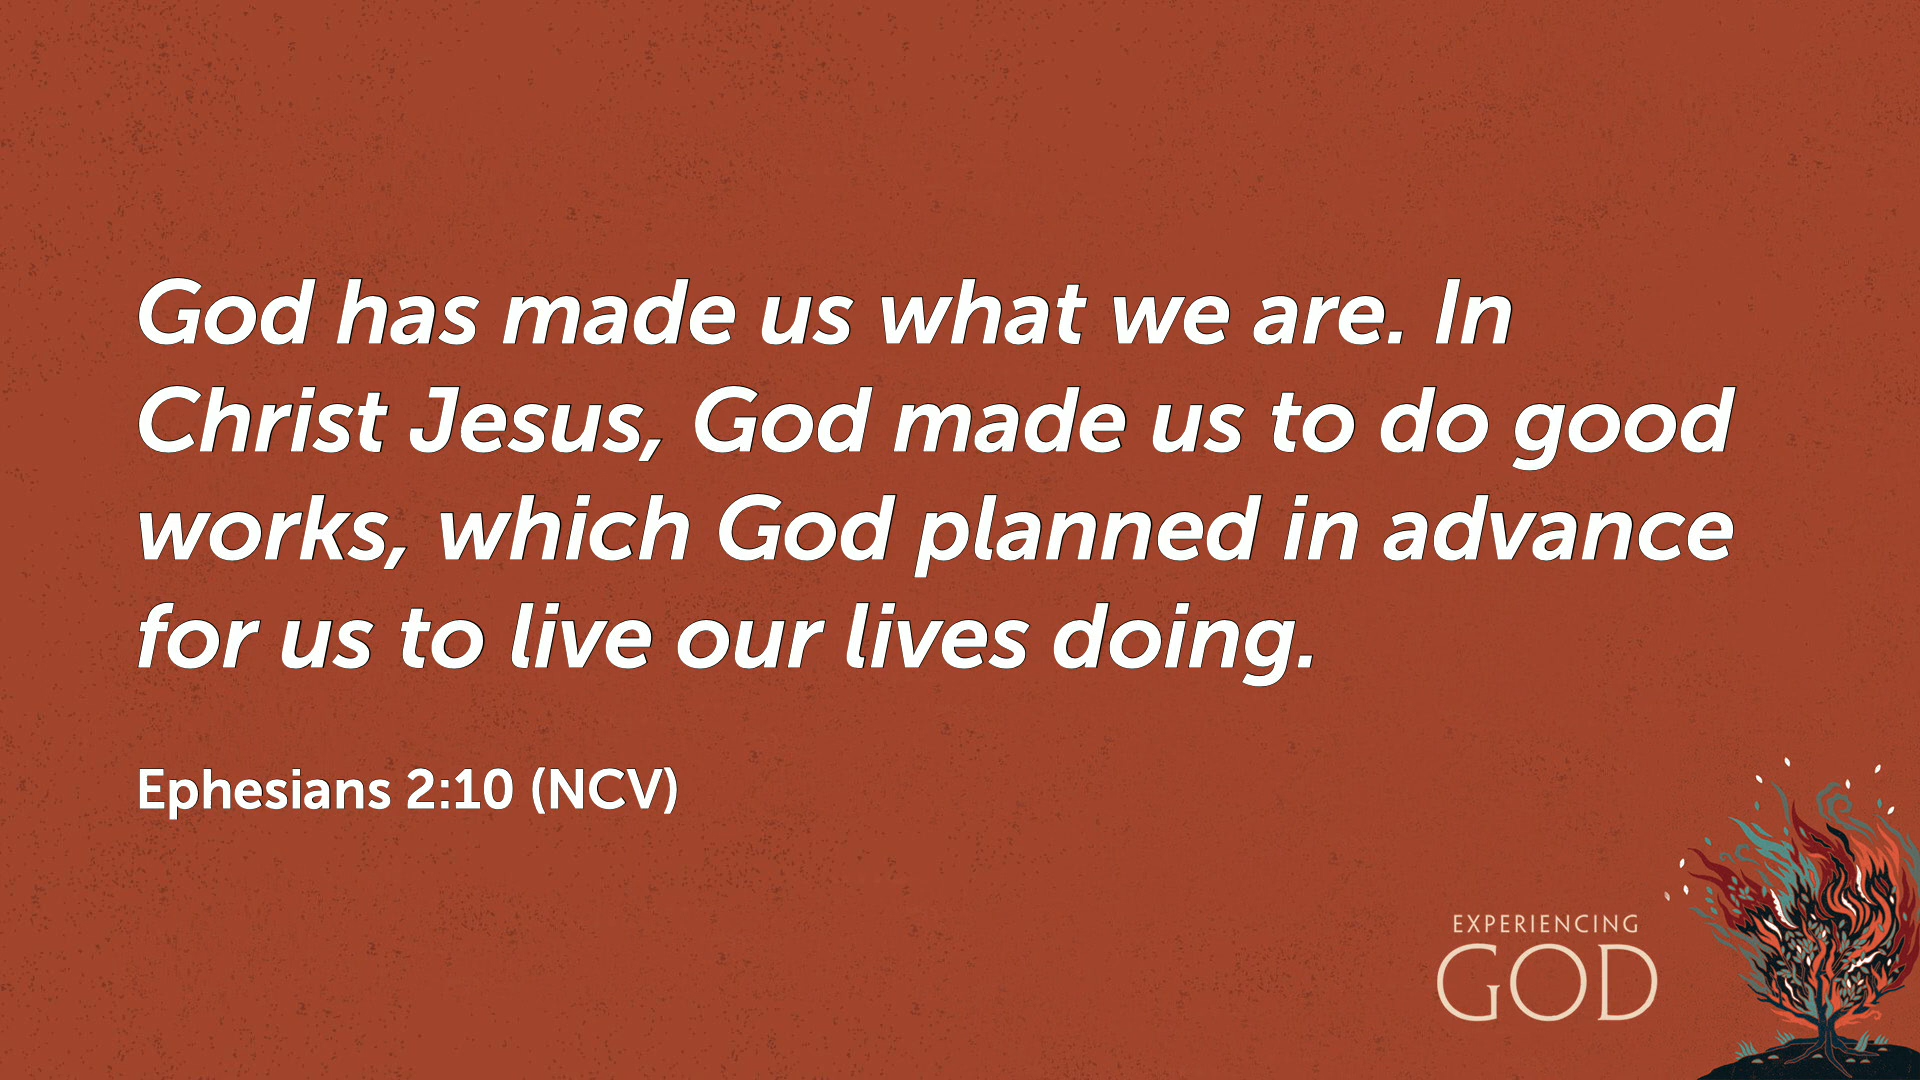 God has made us what we are. In
Christ Jesus, God made us to do good
works, which God planned in advance
for us to live our lives doing.
Ephesians 2:10 (NCV)
EXPERIENCING
GOD